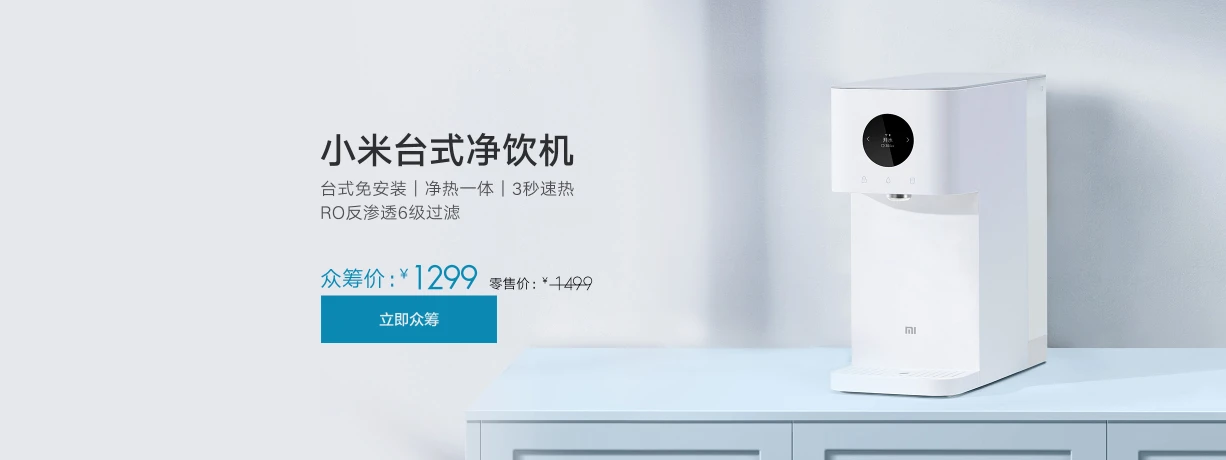 小米台式净饮机
台式免安装｜净热一体｜3秒速热
RO反渗透6级过滤
众筹价：¥1299 零售价：¥1499
立即众筹
mi